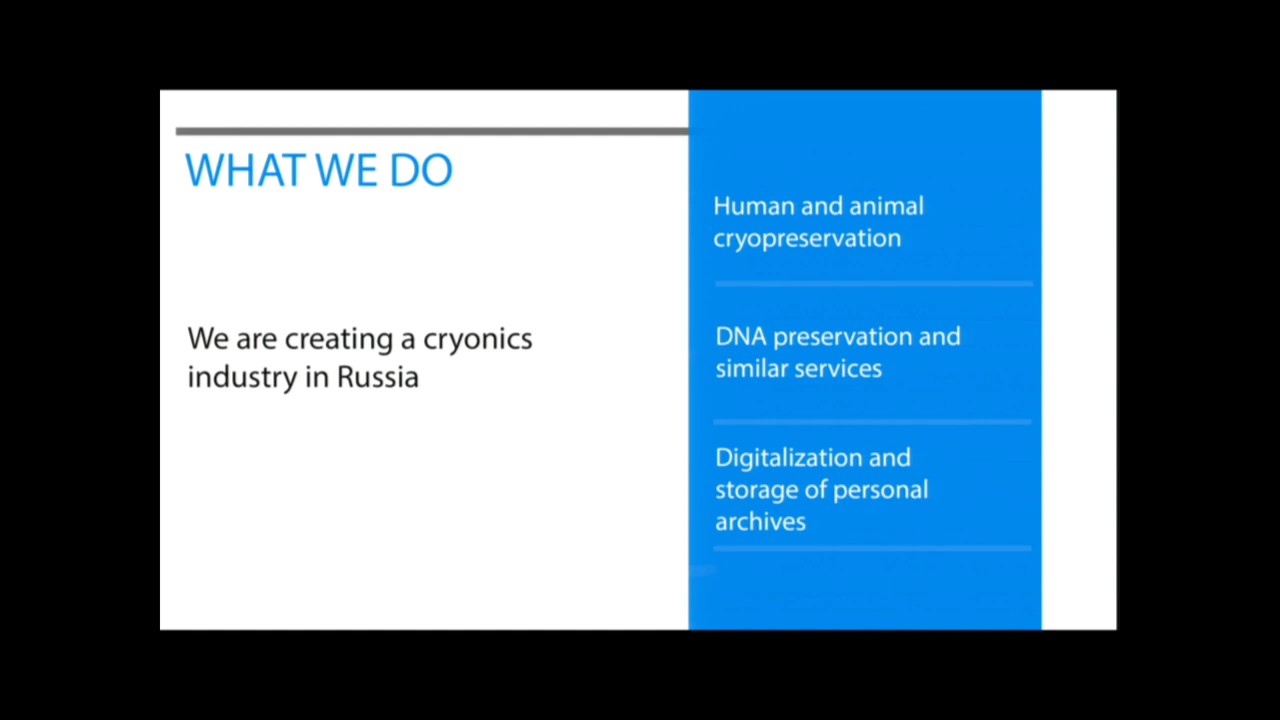 WHAT WE DO
We are creating a cryonics
industry in Russia
Human and animal
cryopreservation
DNA preservation and
similar services
Digitalization and
storage of personal
archives